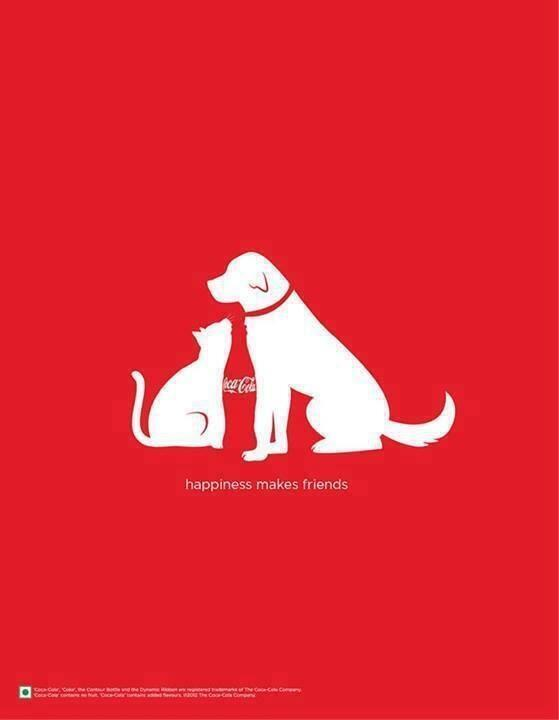 Coca-Cola
happiness makes friends
'Coca-Cola', 'Coke', the Contour Bottle and the Dynamic Ribbon are registered trademarks of The Coca-Cola Company.
'Coca-Cola' contains no fruit. 'Coca-Cola' contains added flavours. ©2012 The Coca-Cola Company.